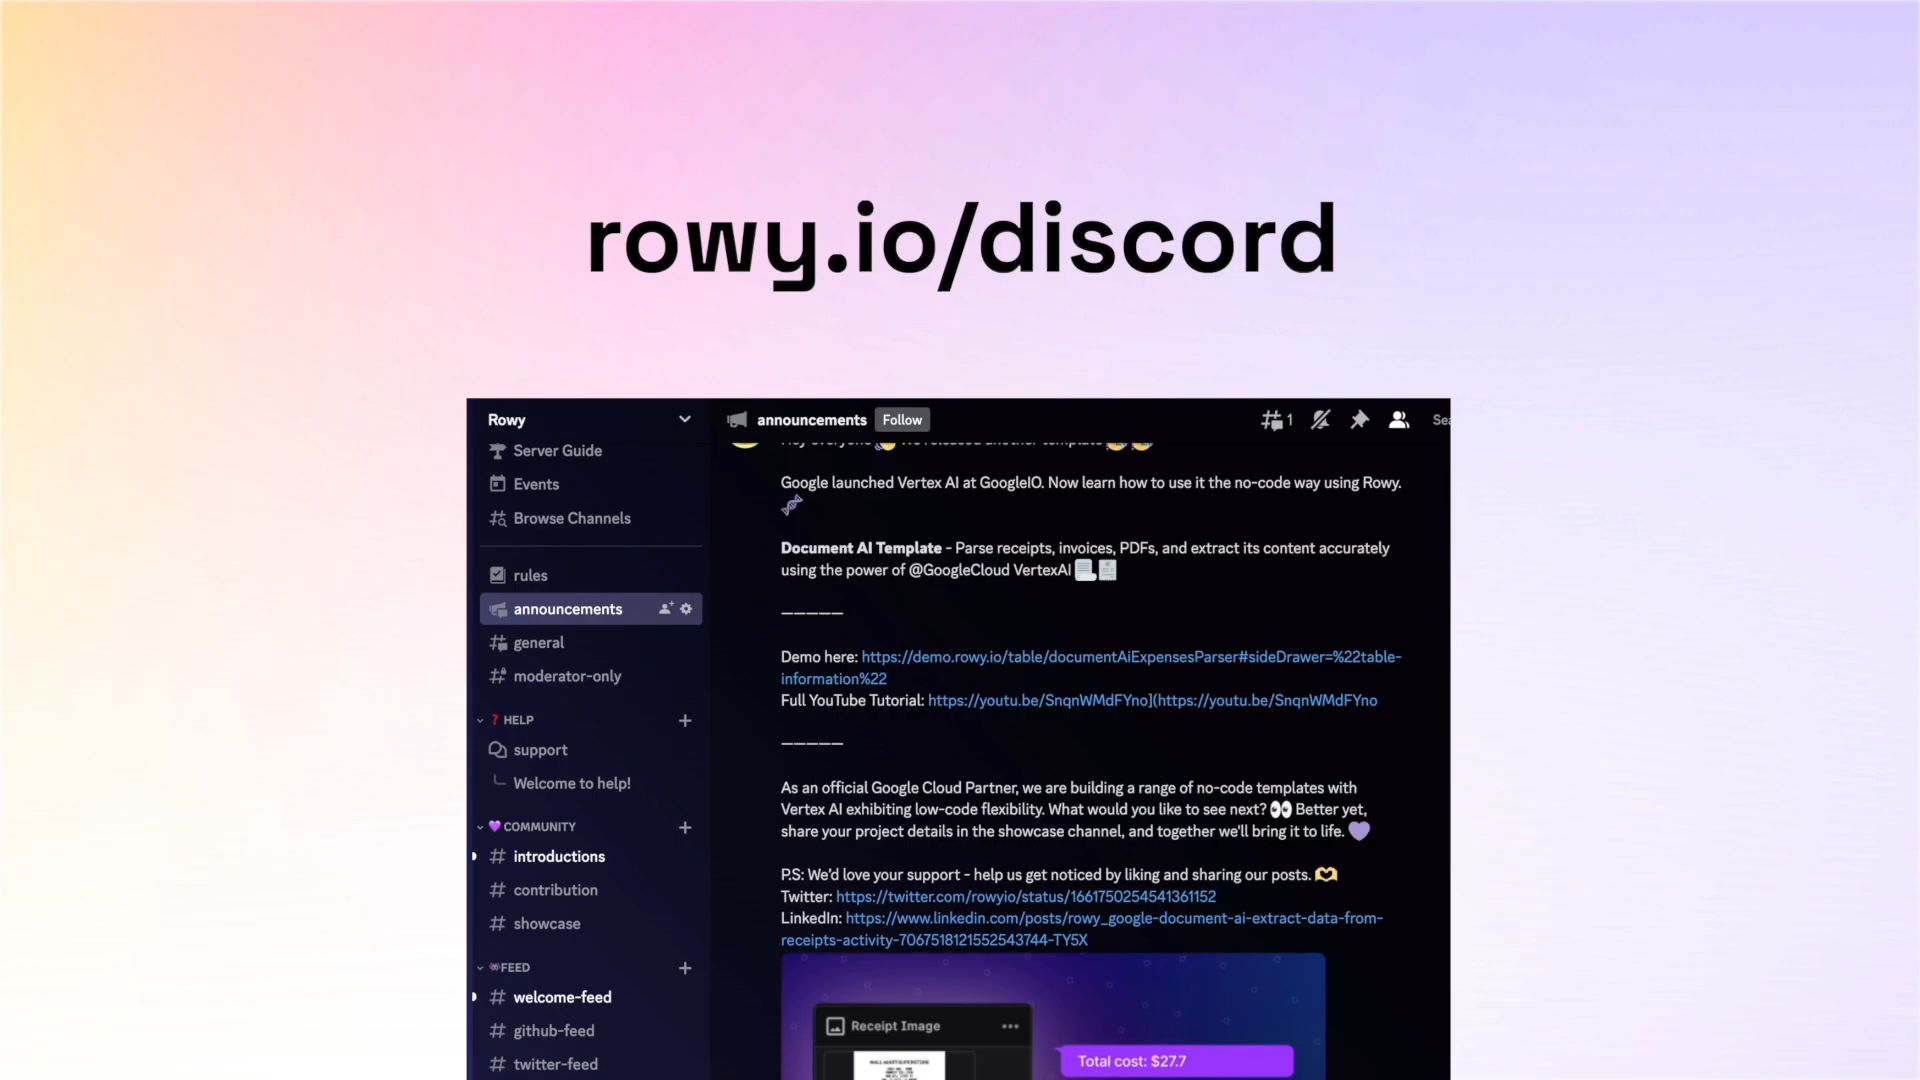 rowy.io/discord
Rowy
Server Guide
Events
Browse Channels
rules
announcements
general
moderator-only
HELP
support
Welcome to help!
COMMUNITY
introductions
contribution
showcase
FEED
welcome-feed
github-feed
twitter-feed
announcements Follow 1 Sea
Google launched Vertex AI at GoogleIO. Now learn how to use it the no-code way using Rowy.
Document AI Template - Parse receipts, invoices, PDFs, and extract its content accurately
using the power of @GoogleCloud VertexAI
—————
Demo here: https://demo.rowy.io/table/documentAiExpensesParser#sideDrawer=%22table-
information%22
Full YouTube Tutorial: https://youtu.be/SnqnWMdFYno](https://youtu.be/SnqnWMdFYno
—————
As an official Google Cloud Partner, we are building a range of no-code templates with
Vertex AI exhibiting low-code flexibility. What would you like to see next? 👀 Better yet,
share your project details in the showcase channel, and together we'll bring it to life. 💜
P.S: We'd love your support - help us get noticed by liking and sharing our posts. 🫶
Twitter: https://twitter.com/rowyio/status/1661750254541361152
LinkedIn: https://www.linkedin.com/posts/rowy_google-document-ai-extract-data-from-
receipts-activity-7067518121552543744-TY5X
Receipt Image
Total cost: $27.7